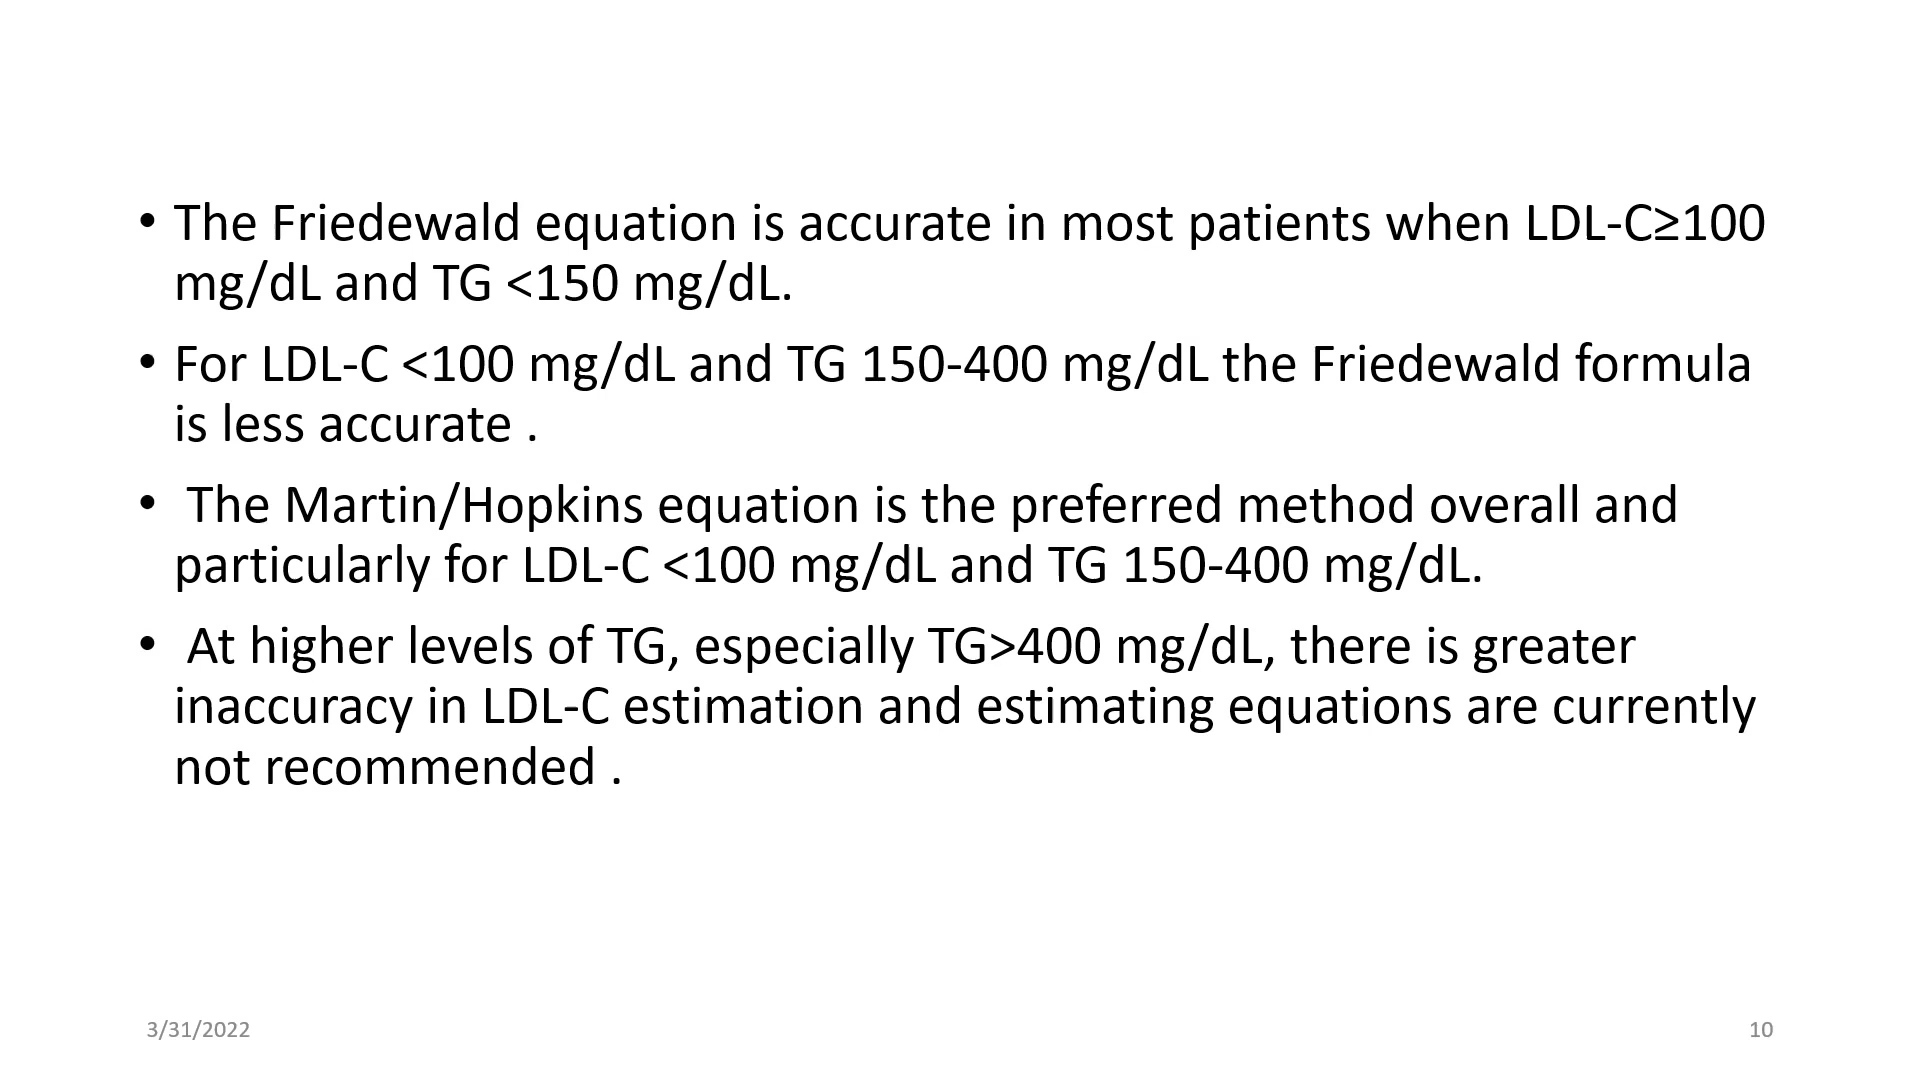 • The Friedewald equation is accurate in most patients when LDL-C≥100
mg/dL and TG <150 mg/dL.
• For LDL-C <100 mg/dL and TG 150-400 mg/dL the Friedewald formula
is less accurate .
• The Martin/Hopkins equation is the preferred method overall and
particularly for LDL-C <100 mg/dL and TG 150-400 mg/dL.
• At higher levels of TG, especially TG>400 mg/dL, there is greater
inaccuracy in LDL-C estimation and estimating equations are currently
not recommended .
3/31/2022
10